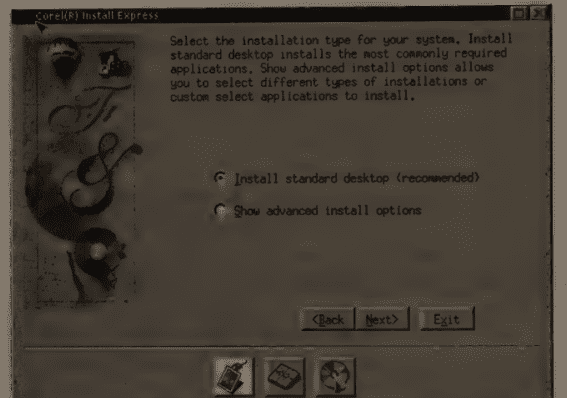 Corel(R) Install Express
Select the installation type for your system. Install
standard desktop installs the most commonly required
applications. Show advanced install options allows
you to select different types of installations or
custom select applications to install.
Install standard desktop (recommended)
Show advanced install options
<Back Next> Exit